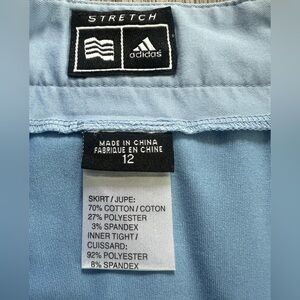 STRETCH
adidas
MADE IN CHINA
FABRIQUE EN CHINE
12
SKIRT / JUPE:
70% COTTON / COTON
27% POLYESTER
3% SPANDEX
INNER TIGHT /
CUISSARD:
92% POLYESTER
8% SPANDEX